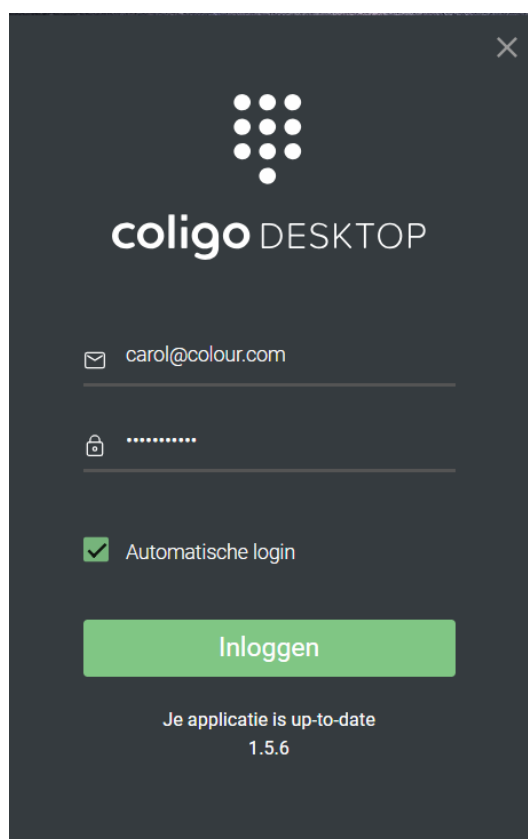 coligo DESKTOP
carol@colour.com
•••••••••••
Automatische login
Inloggen
Je applicatie is up-to-date
1.5.6